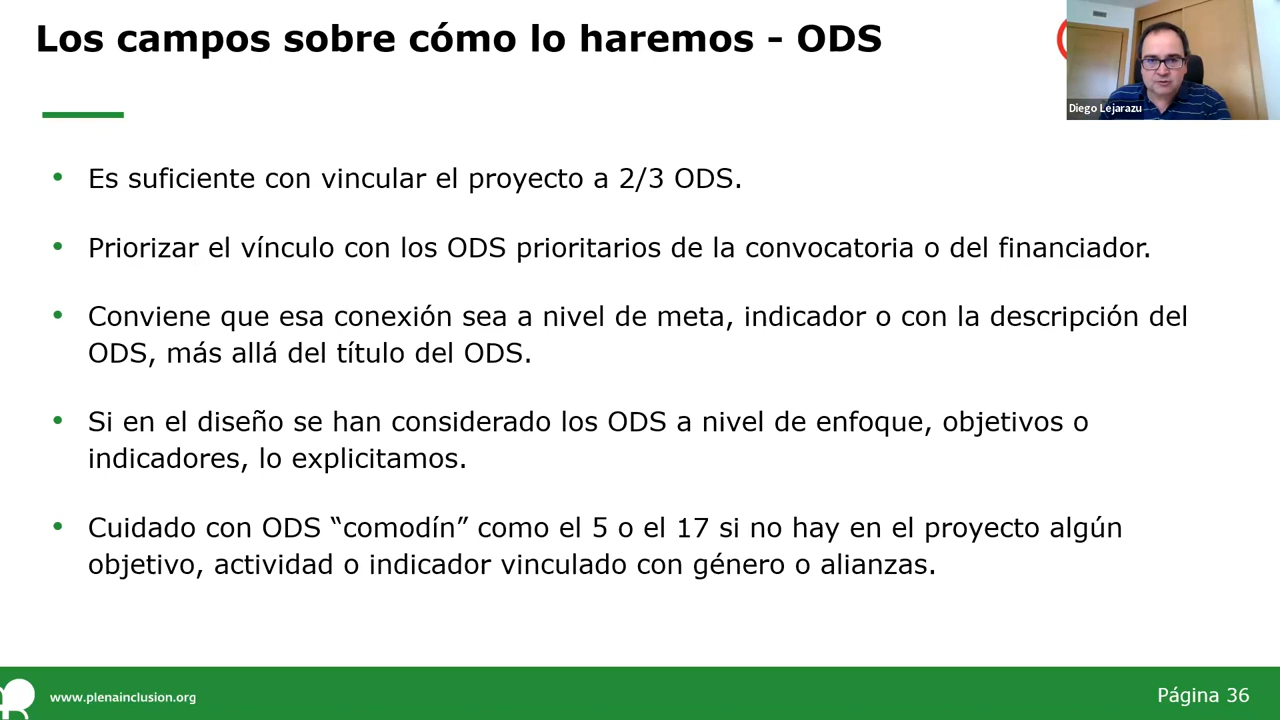 Los campos sobre cómo lo haremos - ODS
Diego Lejarazu
• Es suficiente con vincular el proyecto a 2/3 ODS.
• Priorizar el vínculo con los ODS prioritarios de la convocatoria o del financiador.
• Conviene que esa conexión sea a nivel de meta, indicador o con la descripción del
ODS, más allá del título del ODS.
• Si en el diseño se han considerado los ODS a nivel de enfoque, objetivos o
indicadores, lo explicitamos.
• Cuidado con ODS “comodín” como el 5 o el 17 si no hay en el proyecto algún
objetivo, actividad o indicador vinculado con género o alianzas.
www.plenainclusion.org
Página 36